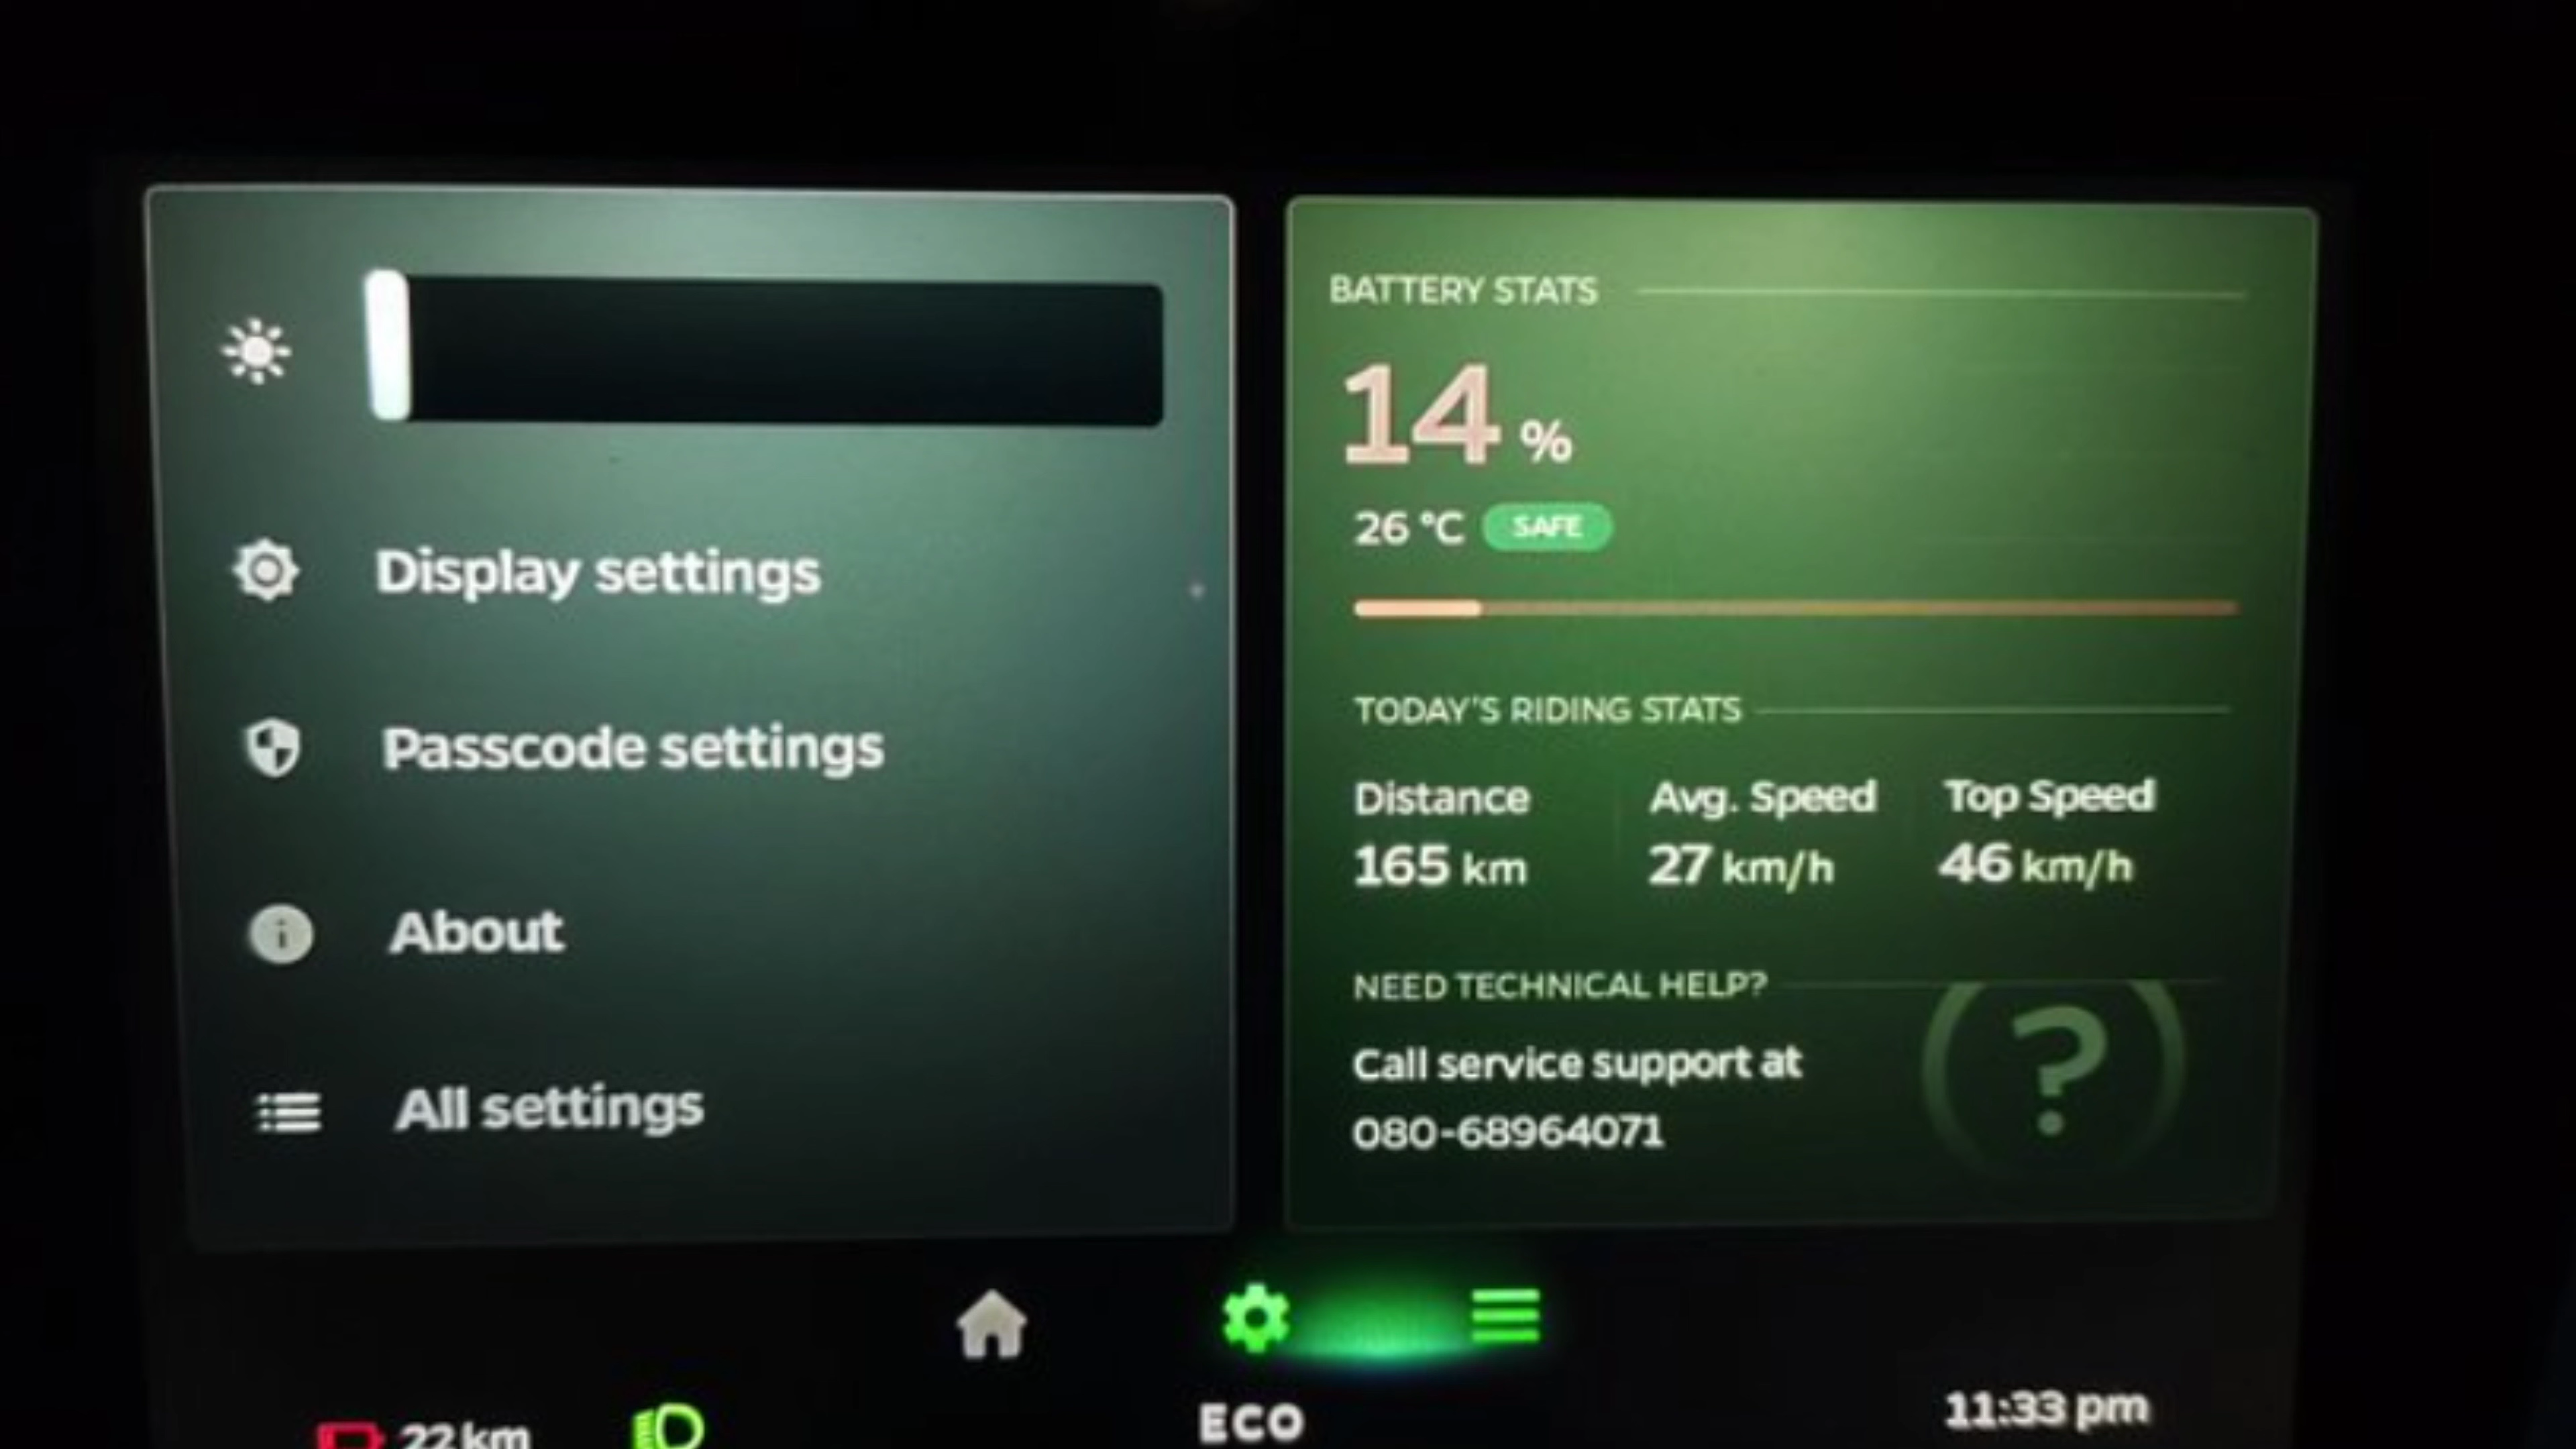 Display settings
Passcode settings
About
All settings
BATTERY STATS
14 %
26 °C SAFE
TODAY'S RIDING STATS
Distance Avg. Speed Top Speed
165 km 27 km/h 46 km/h
NEED TECHNICAL HELP?
Call service support at
080-68964071
?
22 km ECO 11:33 pm